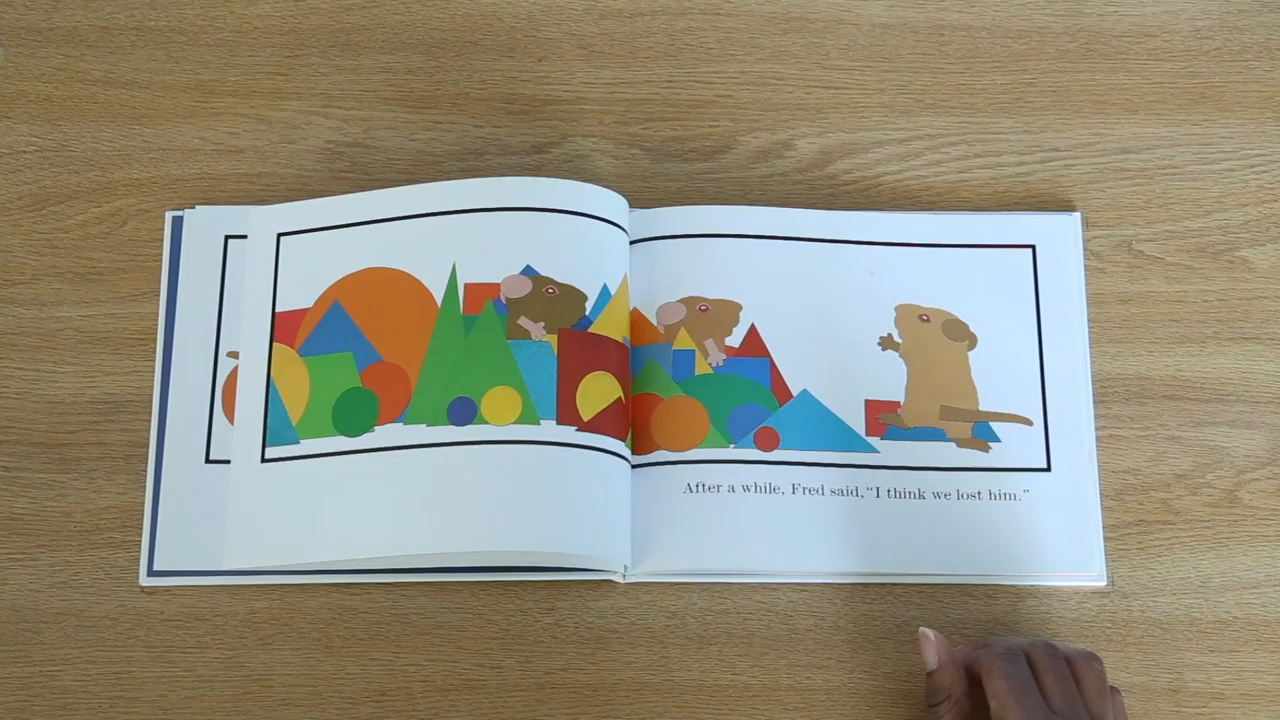 After a while, Fred said, “I think we lost him.”